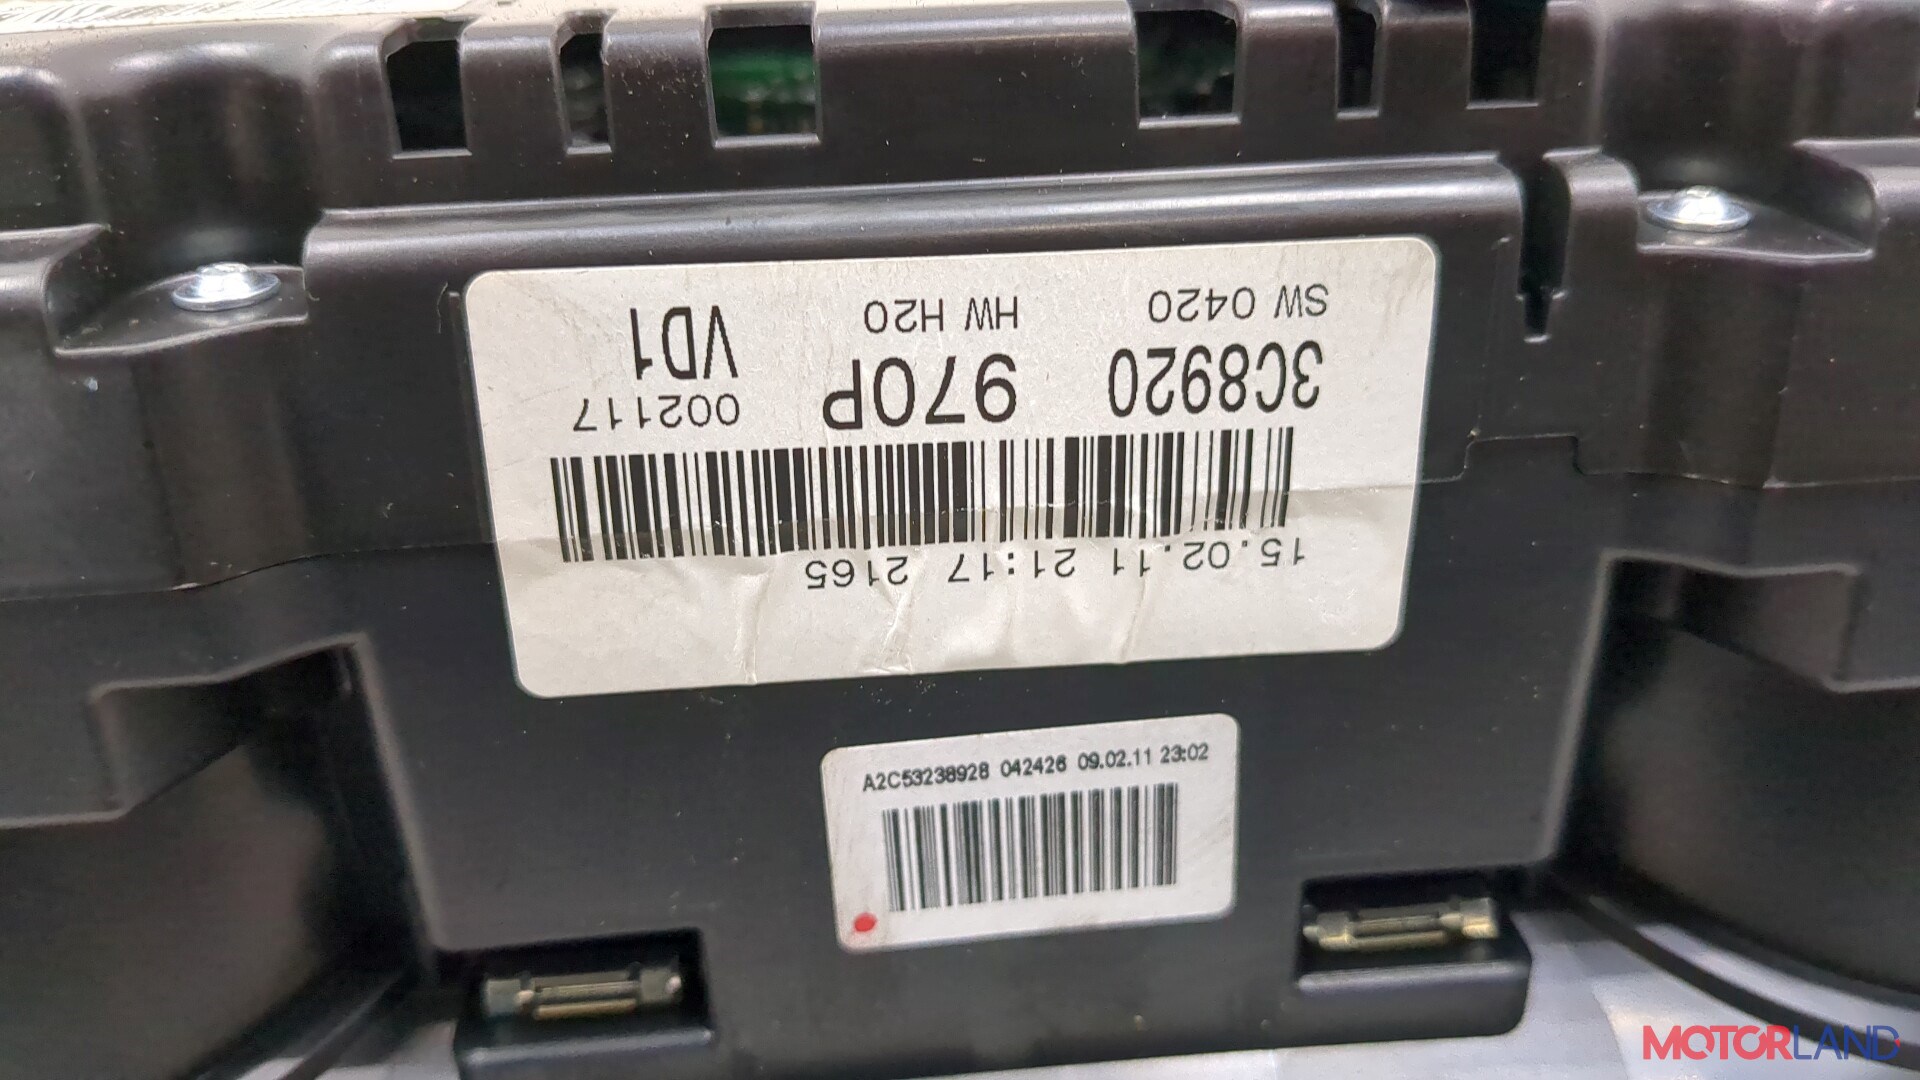 15.02.11 21:17 2165
3C8920 970P 002117
SW 0420 HW H20 VD1
A2C53238928 042426 09.02.11 23:02
MOTORLAND